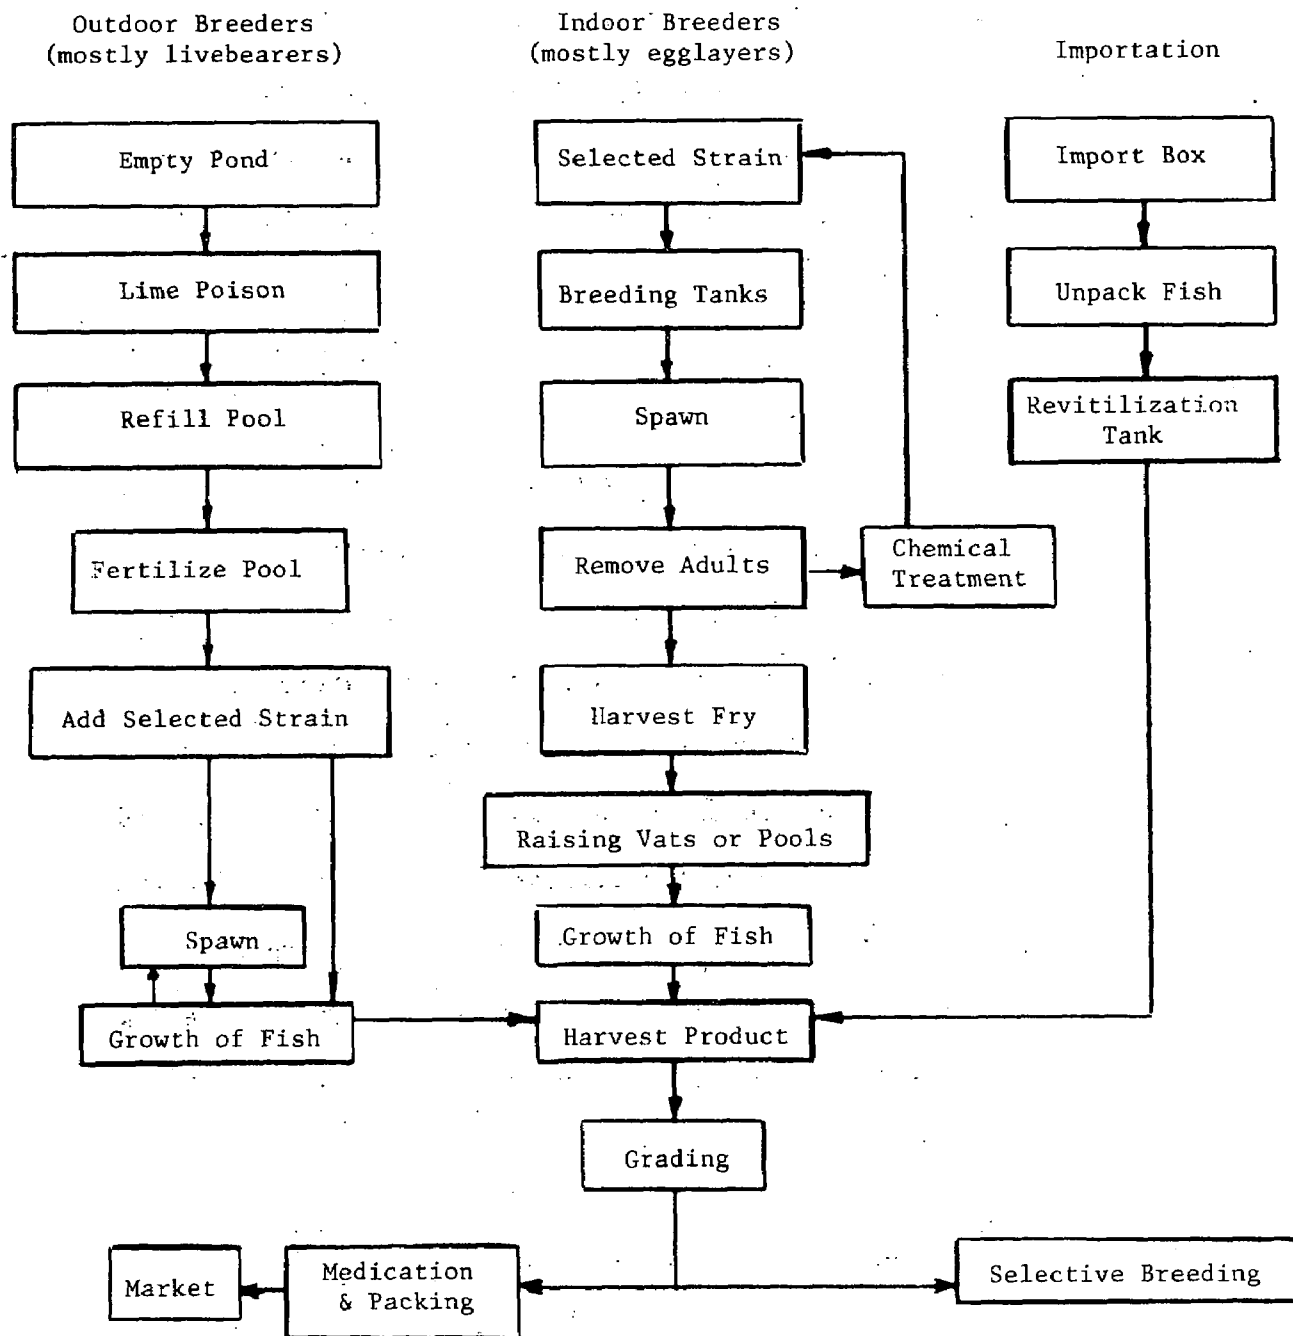 Outdoor Breeders
(mostly livebearers)
Indoor Breeders
(mostly egglayers)
Importation
Empty Pond
Lime Poison
Refill Pool
Fertilize Pool
Add Selected Strain
Spawn
Growth of Fish
Selected Strain
Breeding Tanks
Spawn
Remove Adults
Chemical
Treatment
Harvest Fry
Raising Vats or Pools
Growth of Fish
Harvest Product
Import Box
Unpack Fish
Revitilization
Tank
Grading
Market
Medication
& Packing
Selective Breeding